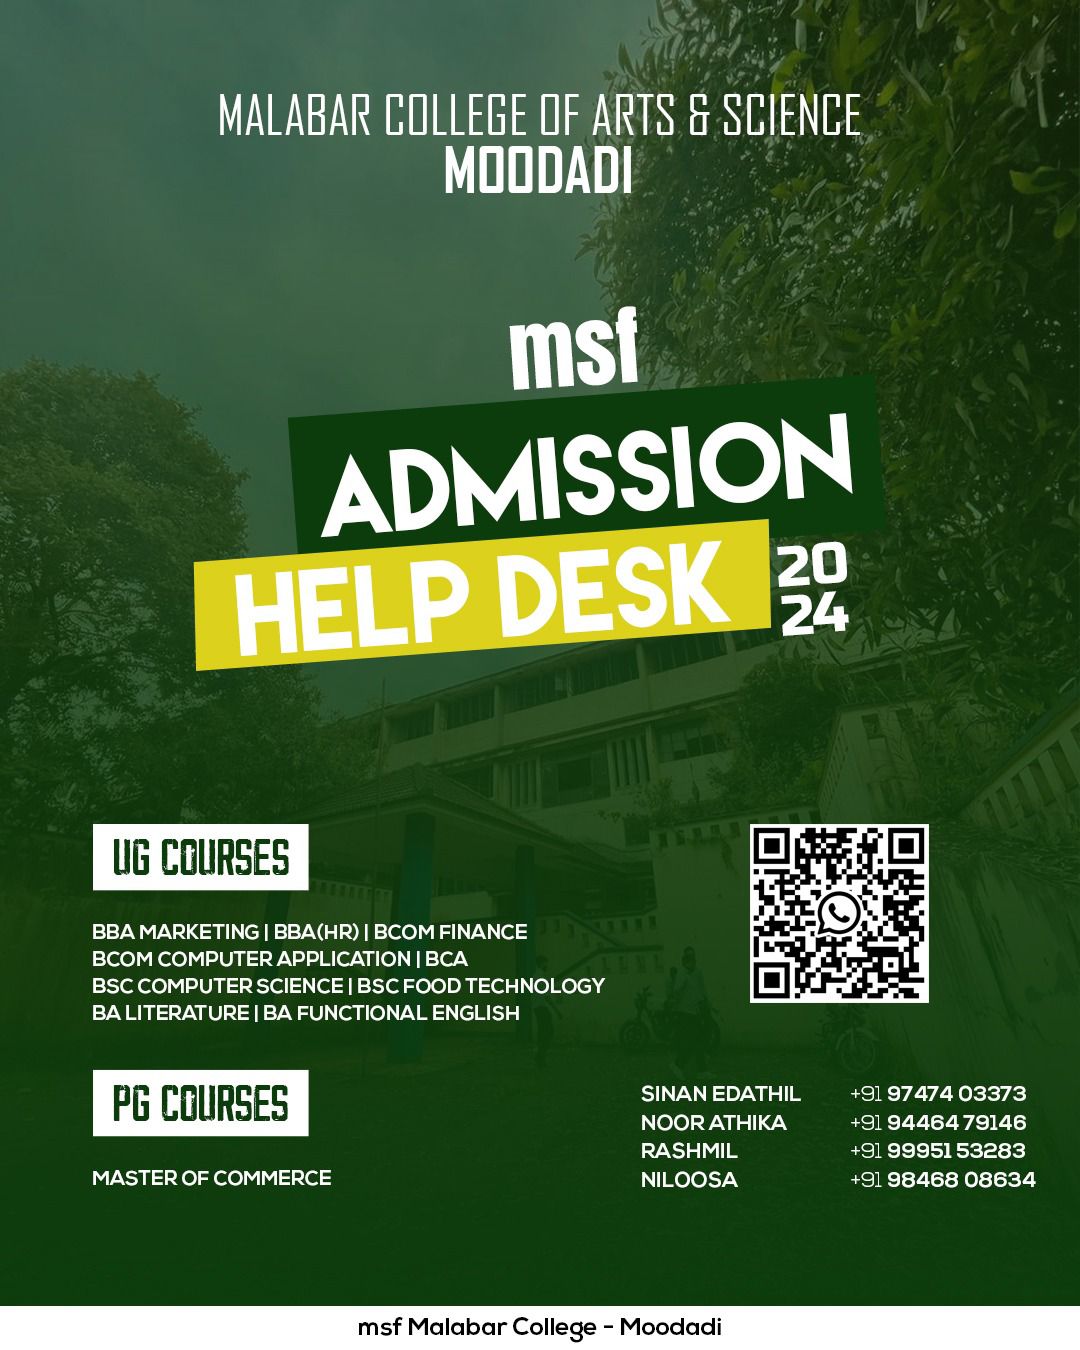 MALABAR COLLEGE OF ARTS & SCIENCE
MOODADI
msf
ADMISSION
HELP DESK
20
24
UG COURSES
BBA MARKETING | BBA(HR) | BCOM FINANCE
BCOM COMPUTER APPLICATION | BCA
BSC COMPUTER SCIENCE | BSC FOOD TECHNOLOGY
BA LITERATURE | BA FUNCTIONAL ENGLISH
PG COURSES
MASTER OF COMMERCE
SINAN EDATHIL +91 97474 03373
NOOR ATHIKA +91 94464 79146
RASHMIL +91 99951 53283
NILOOSA +91 98468 08634
msf Malabar College - Moodadi